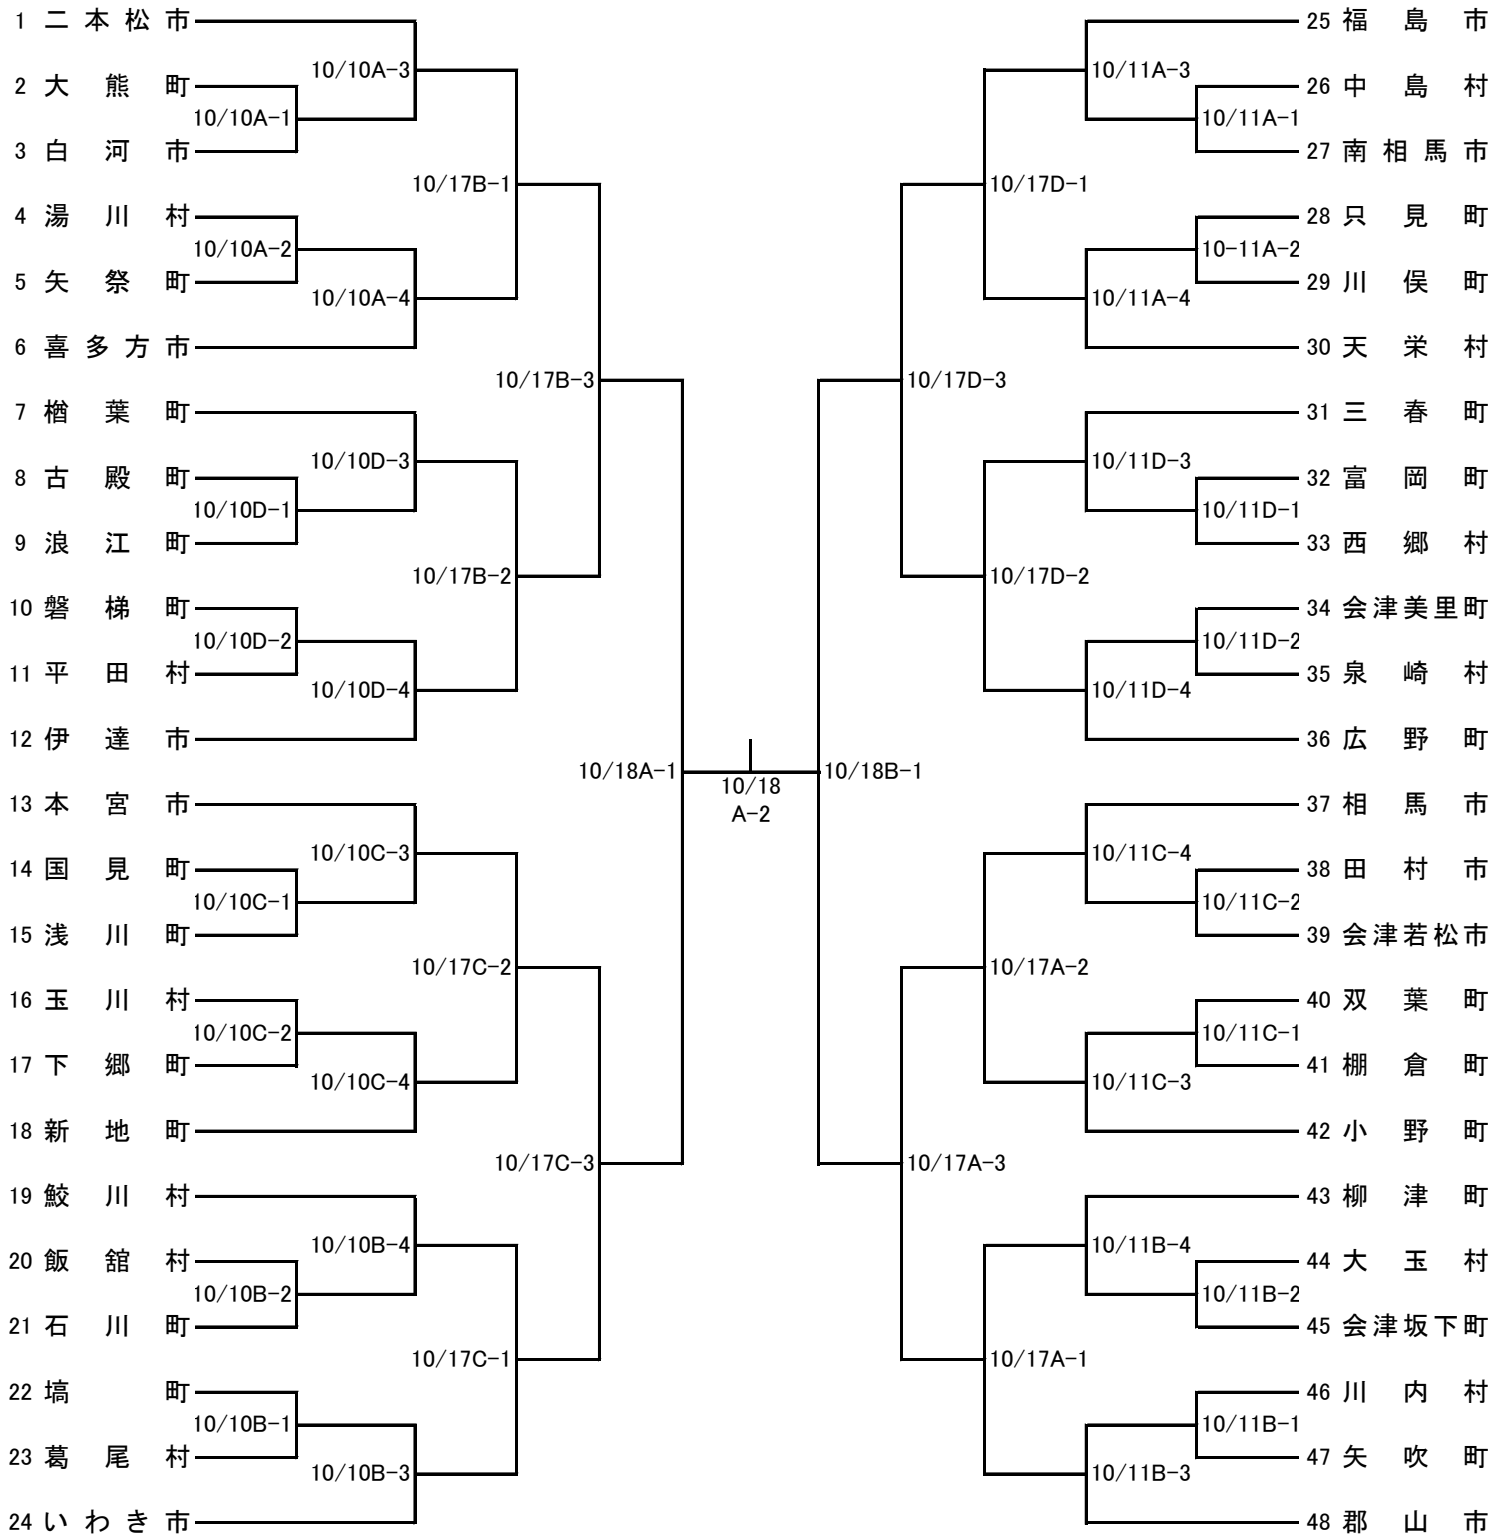 1 二本松市
10/10A-3
2 大熊町
10/10A-1
3 白河市
10/17B-1
4 湯川村
10/10A-2
5 矢祭町
10/10A-4
6 喜多方市
10/17B-3
7 楢葉町
10/10D-3
8 古殿町
10/10D-1
9 浪江町
10/17B-2
10 磐梯町
10/10D-2
11 平田村
10/10D-4
12 伊達市
10/18A-1
13 本宮市
10/10C-3
14 国見町
10/10C-1
15 浅川町
10/17C-2
16 玉川村
10/10C-2
17 下郷町
10/10C-4
18 新地町
10/17C-3
19 鮫川村
10/10B-4
20 飯舘村
10/10B-2
21 石川町
10/17C-1
22 塙町
10/10B-1
23 葛尾村
10/10B-3
24 いわき市
10/18
A-2
25 福島市
10/11A-3
26 中島村
10/11A-1
27 南相馬市
10/17D-1
28 只見町
10-11A-2
29 川俣町
10/11A-4
30 天栄村
10/17D-3
31 三春町
10/11D-3
32 富岡町
10/11D-1
33 西郷村
10/17D-2
34 会津美里町
10/11D-2
35 泉崎村
10/11D-4
36 広野町
10/18B-1
37 相馬市
10/11C-4
38 田村市
10/11C-2
39 会津若松市
10/17A-2
40 双葉町
10/11C-1
41 棚倉町
10/11C-3
42 小野町
10/17A-3
43 柳津町
10/11B-4
44 大玉村
10/11B-2
45 会津坂下町
10/17A-1
46 川内村
10/11B-1
47 矢吹町
10/11B-3
48 郡山市